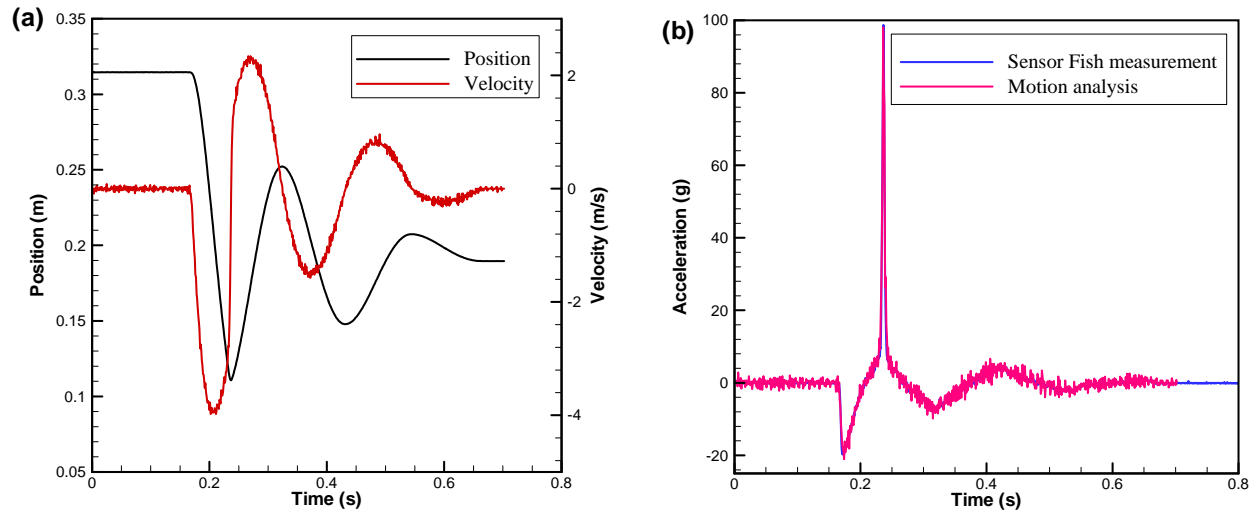 (a)
0.35
0.3
0.25
0.2
0.15
0.1
0.05
Position (m)
Position
Velocity
2
0
-2
-4
Velocity (m/s)
0 0.2 0.4 0.6 0.8
Time (s)
(b)
100
80
60
40
20
0
-20
Acceleration (g)
Sensor Fish measurement
Motion analysis
0 0.2 0.4 0.6 0.8
Time (s)